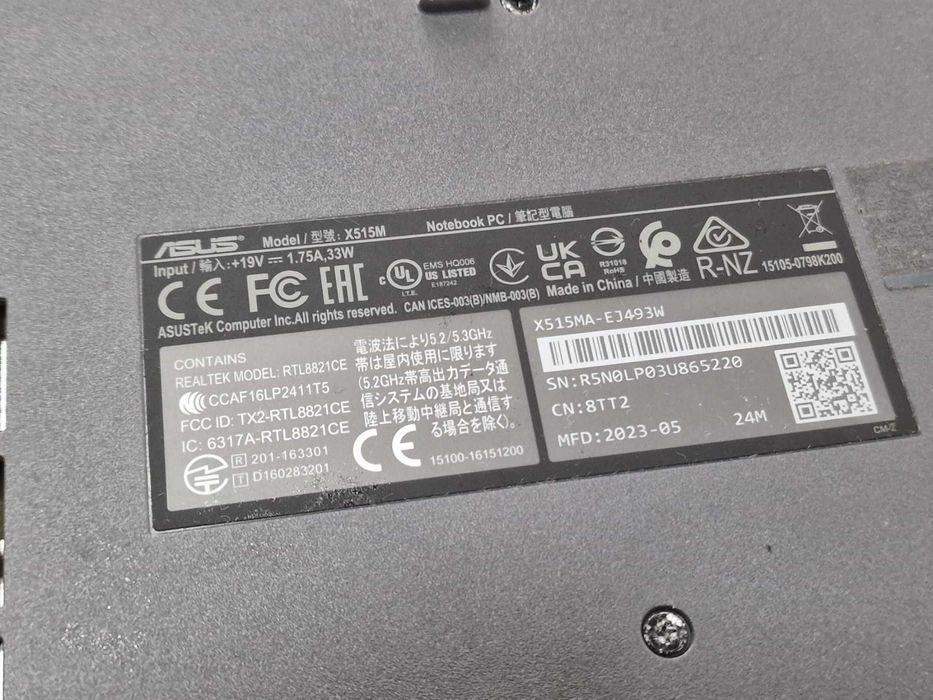 ASUS® Model / 型號: X515M Notebook PC / 筆記型電腦
Input / 輸入:+19V⎓ 1.75A,33W
CE FC EAC c UL US LISTED I.T.E. EMS HQ006 E187242 UK CA R31018 RoHS R-NZ 15105-0798K200
ASUSTeK Computer Inc.All rights reserved. CAN ICES-003(B)/NMB-003(B) Made in China / 中國製造
CONTAINS
REALTEK MODEL: RTL8821CE
CCAF16LP2411T5
FCC ID: TX2-RTL8821CE
IC: 6317A-RTL8821CE
R 201-163301
T D160283201
電波法により5.2/5.3GHz
帯は屋内使用に限ります
(5.2GHz帯高出力データ通
信システムの基地局又は
陸上移動中継局と通信す
る場合を除く)。
CE 15100-16151200
X515MA-EJ493W
SN:R5N0LP03U865220
CN:8TT2
MFD:2023-05 24M
CM-2